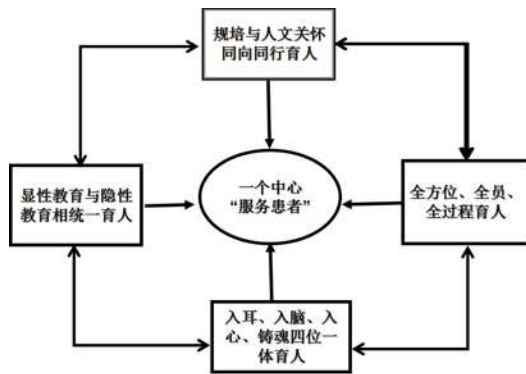 规培与人文关怀
同向同行育人
显性教育与隐性
教育相统一育人
一个中心
“服务患者”
全方位、全员、
全过程育人
入耳、入脑、入
心、铸魂四位一
体育人